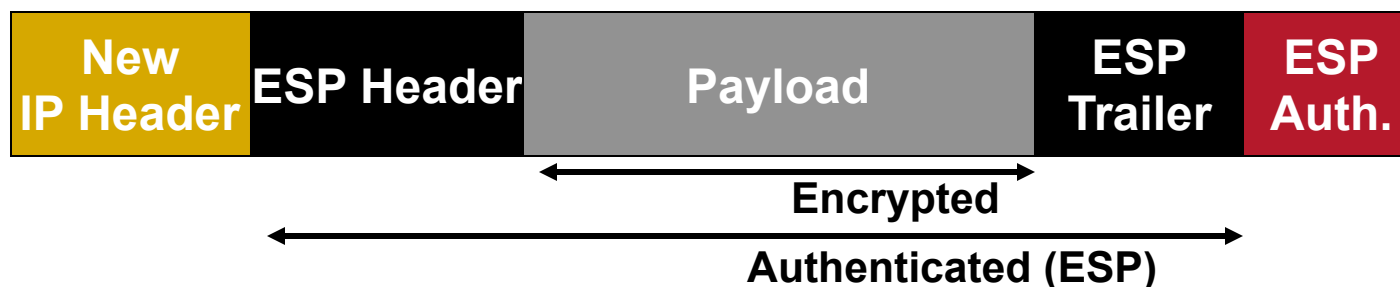 New
IP Header
ESP Header
Payload
ESP
Trailer
ESP
Auth.
Encrypted
Authenticated (ESP)